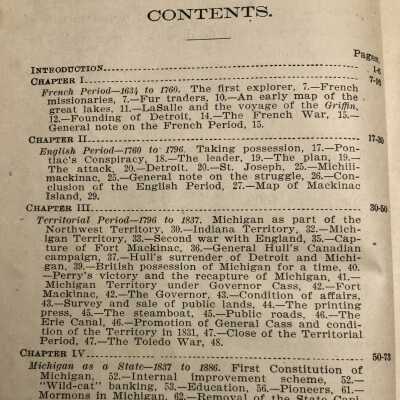 CONTENTS.
Pages.
INTRODUCTION 1-6
CHAPTER I 7-16
French Period—1634 to 1760. The first explorer, 7.—French
missionaries, 7.—Fur traders, 10.—An early map of the
great lakes, 11.—LaSalle and the voyage of the Griffin,
12.—Founding of Detroit, 14.—The French War, 15.—
General note on the French Period, 15.
CHAPTER II 17-30
English Period—1760 to 1796. Taking possession, 17.—Pon-
tiac's Conspiracy, 18.—The leader, 19.—The plan, 19.—
The attack, 20.—Detroit. 20.—St. Joseph, 25.—Michili-
mackinac, 25.—General note on the struggle, 26.—Con-
clusion of the English Period, 27.—Map of Mackinac
Island, 29.
CHAPTER III 30-50
Territorial Period—1796 to 1837. Michigan as part of the
Northwest Territory, 30.—Indiana Territory, 32.—Mich-
igan Territory, 33.—Second war with England, 35.—Cap-
ture of Fort Mackinac, 36.—General Hull's Canadian
campaign, 37.—Hull's surrender of Detroit and Michi-
gan, 39.—British possession of Michigan for a time, 40.
—Perry's victory and the recapture of Michigan, 41.—
Michigan Territory under Governor Cass, 42.—Fort
Mackinac, 42.—The Governor, 43.—Condition of affairs,
43.—Survey and sale of public lands, 44.—The printing
press, 45.—The steamboat, 45.—Public roads, 46.—The
Erie Canal, 46.—Promotion of General Cass and condi-
tion of the Territory in 1831, 47.—Close of the Territorial
Period, 47.—The Toledo War, 48.
CHAPTER IV 50-73
Michigan as a State—1837 to 1886. First Constitution of
Michigan, 52.—Internal improvement scheme, 52.—
"Wild-cat" banking, 53.—Education, 56.—Pioneers, 61.—
Mormons in Michigan, 62.—Removal of the State Capi-